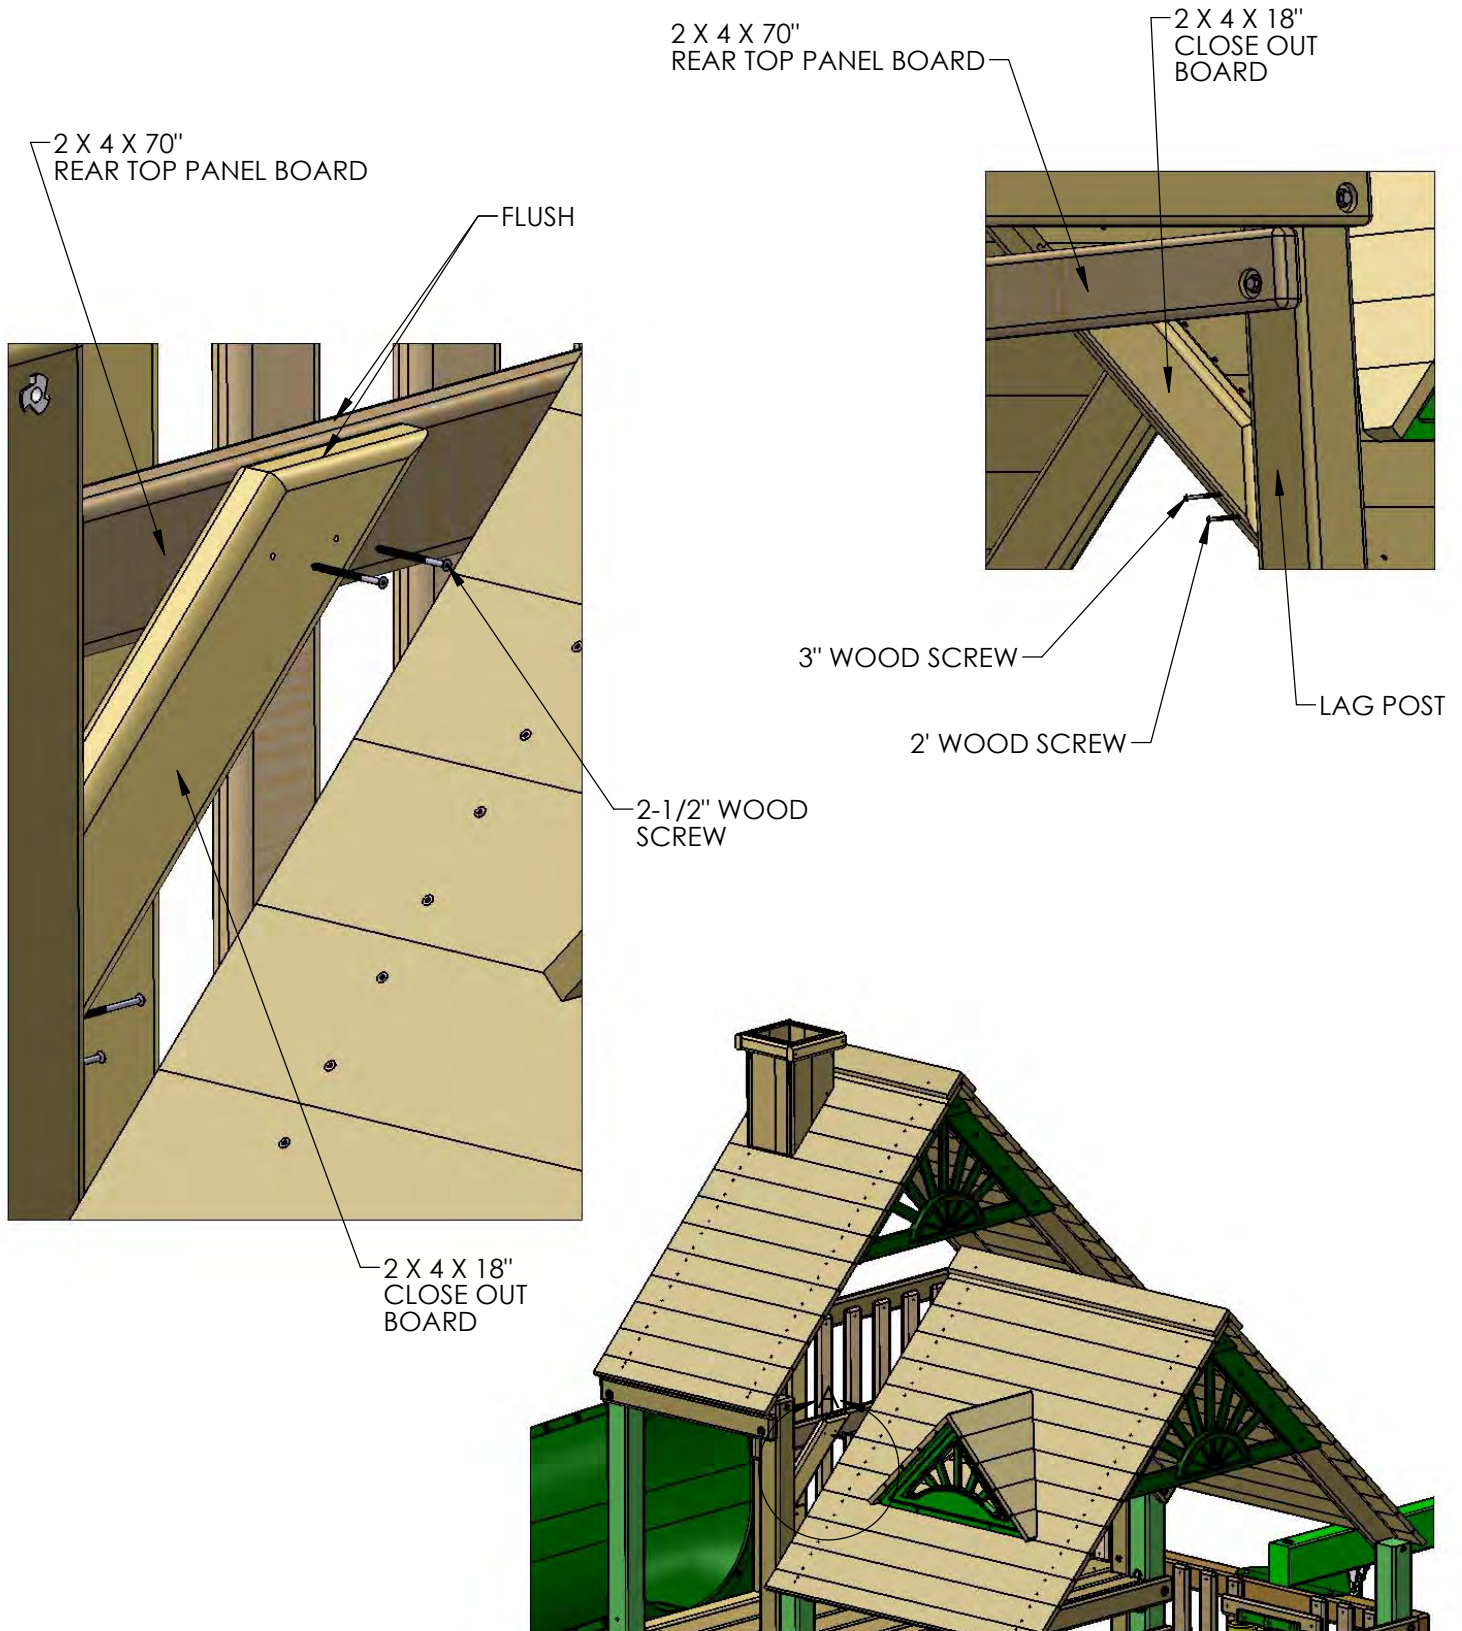 2 X 4 X 70"
REAR TOP PANEL BOARD
2 X 4 X 18"
CLOSE OUT
BOARD
2 X 4 X 70"
REAR TOP PANEL BOARD
FLUSH
3" WOOD SCREW
LAG POST
2' WOOD SCREW
2-1/2" WOOD
SCREW
2 X 4 X 18"
CLOSE OUT
BOARD
A